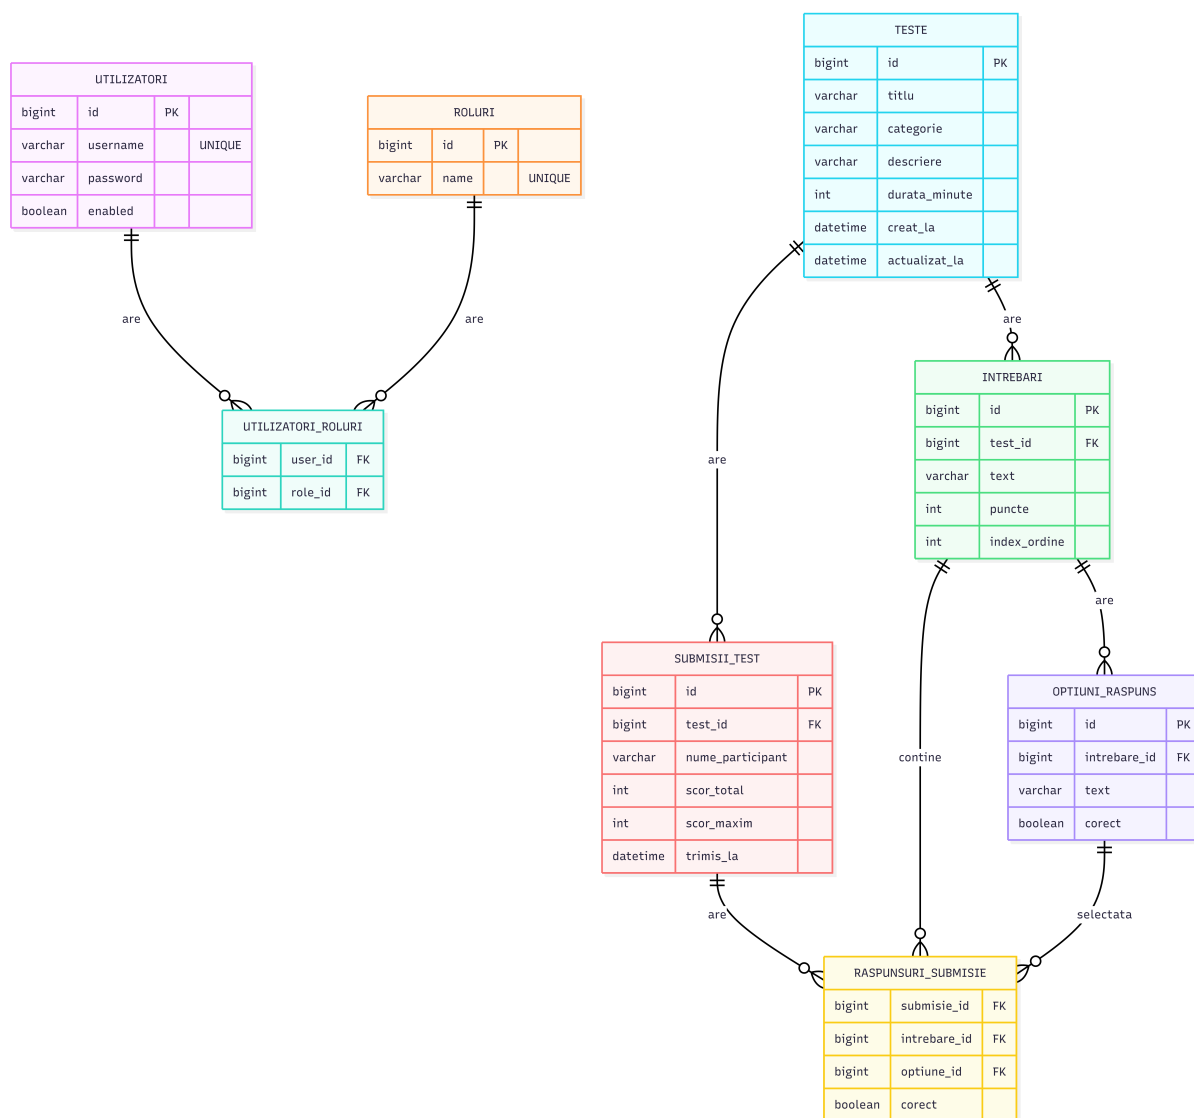 UTILIZATORI
bigint id PK
varchar username UNIQUE
varchar password
boolean enabled
ROLURI
bigint id PK
varchar name UNIQUE
are
are
UTILIZATORI_ROLURI
bigint user_id FK
bigint role_id FK
TESTE
bigint id PK
varchar titlu
varchar categorie
varchar descriere
int durata_minute
datetime creat_la
datetime actualizat_la
are
are
INTREBARI
bigint id PK
bigint test_id FK
varchar text
int puncte
int index_ordine
are
contine
SUBMISII_TEST
bigint id PK
bigint test_id FK
varchar nume_participant
int scor_total
int scor_maxim
datetime trimis_la
OPTIUNI_RASPUNS
bigint id PK
bigint intrebare_id FK
varchar text
boolean corect
are
selectata
RASPUNSURI_SUBMISIE
bigint submisie_id FK
bigint intrebare_id FK
bigint optiune_id FK
boolean corect